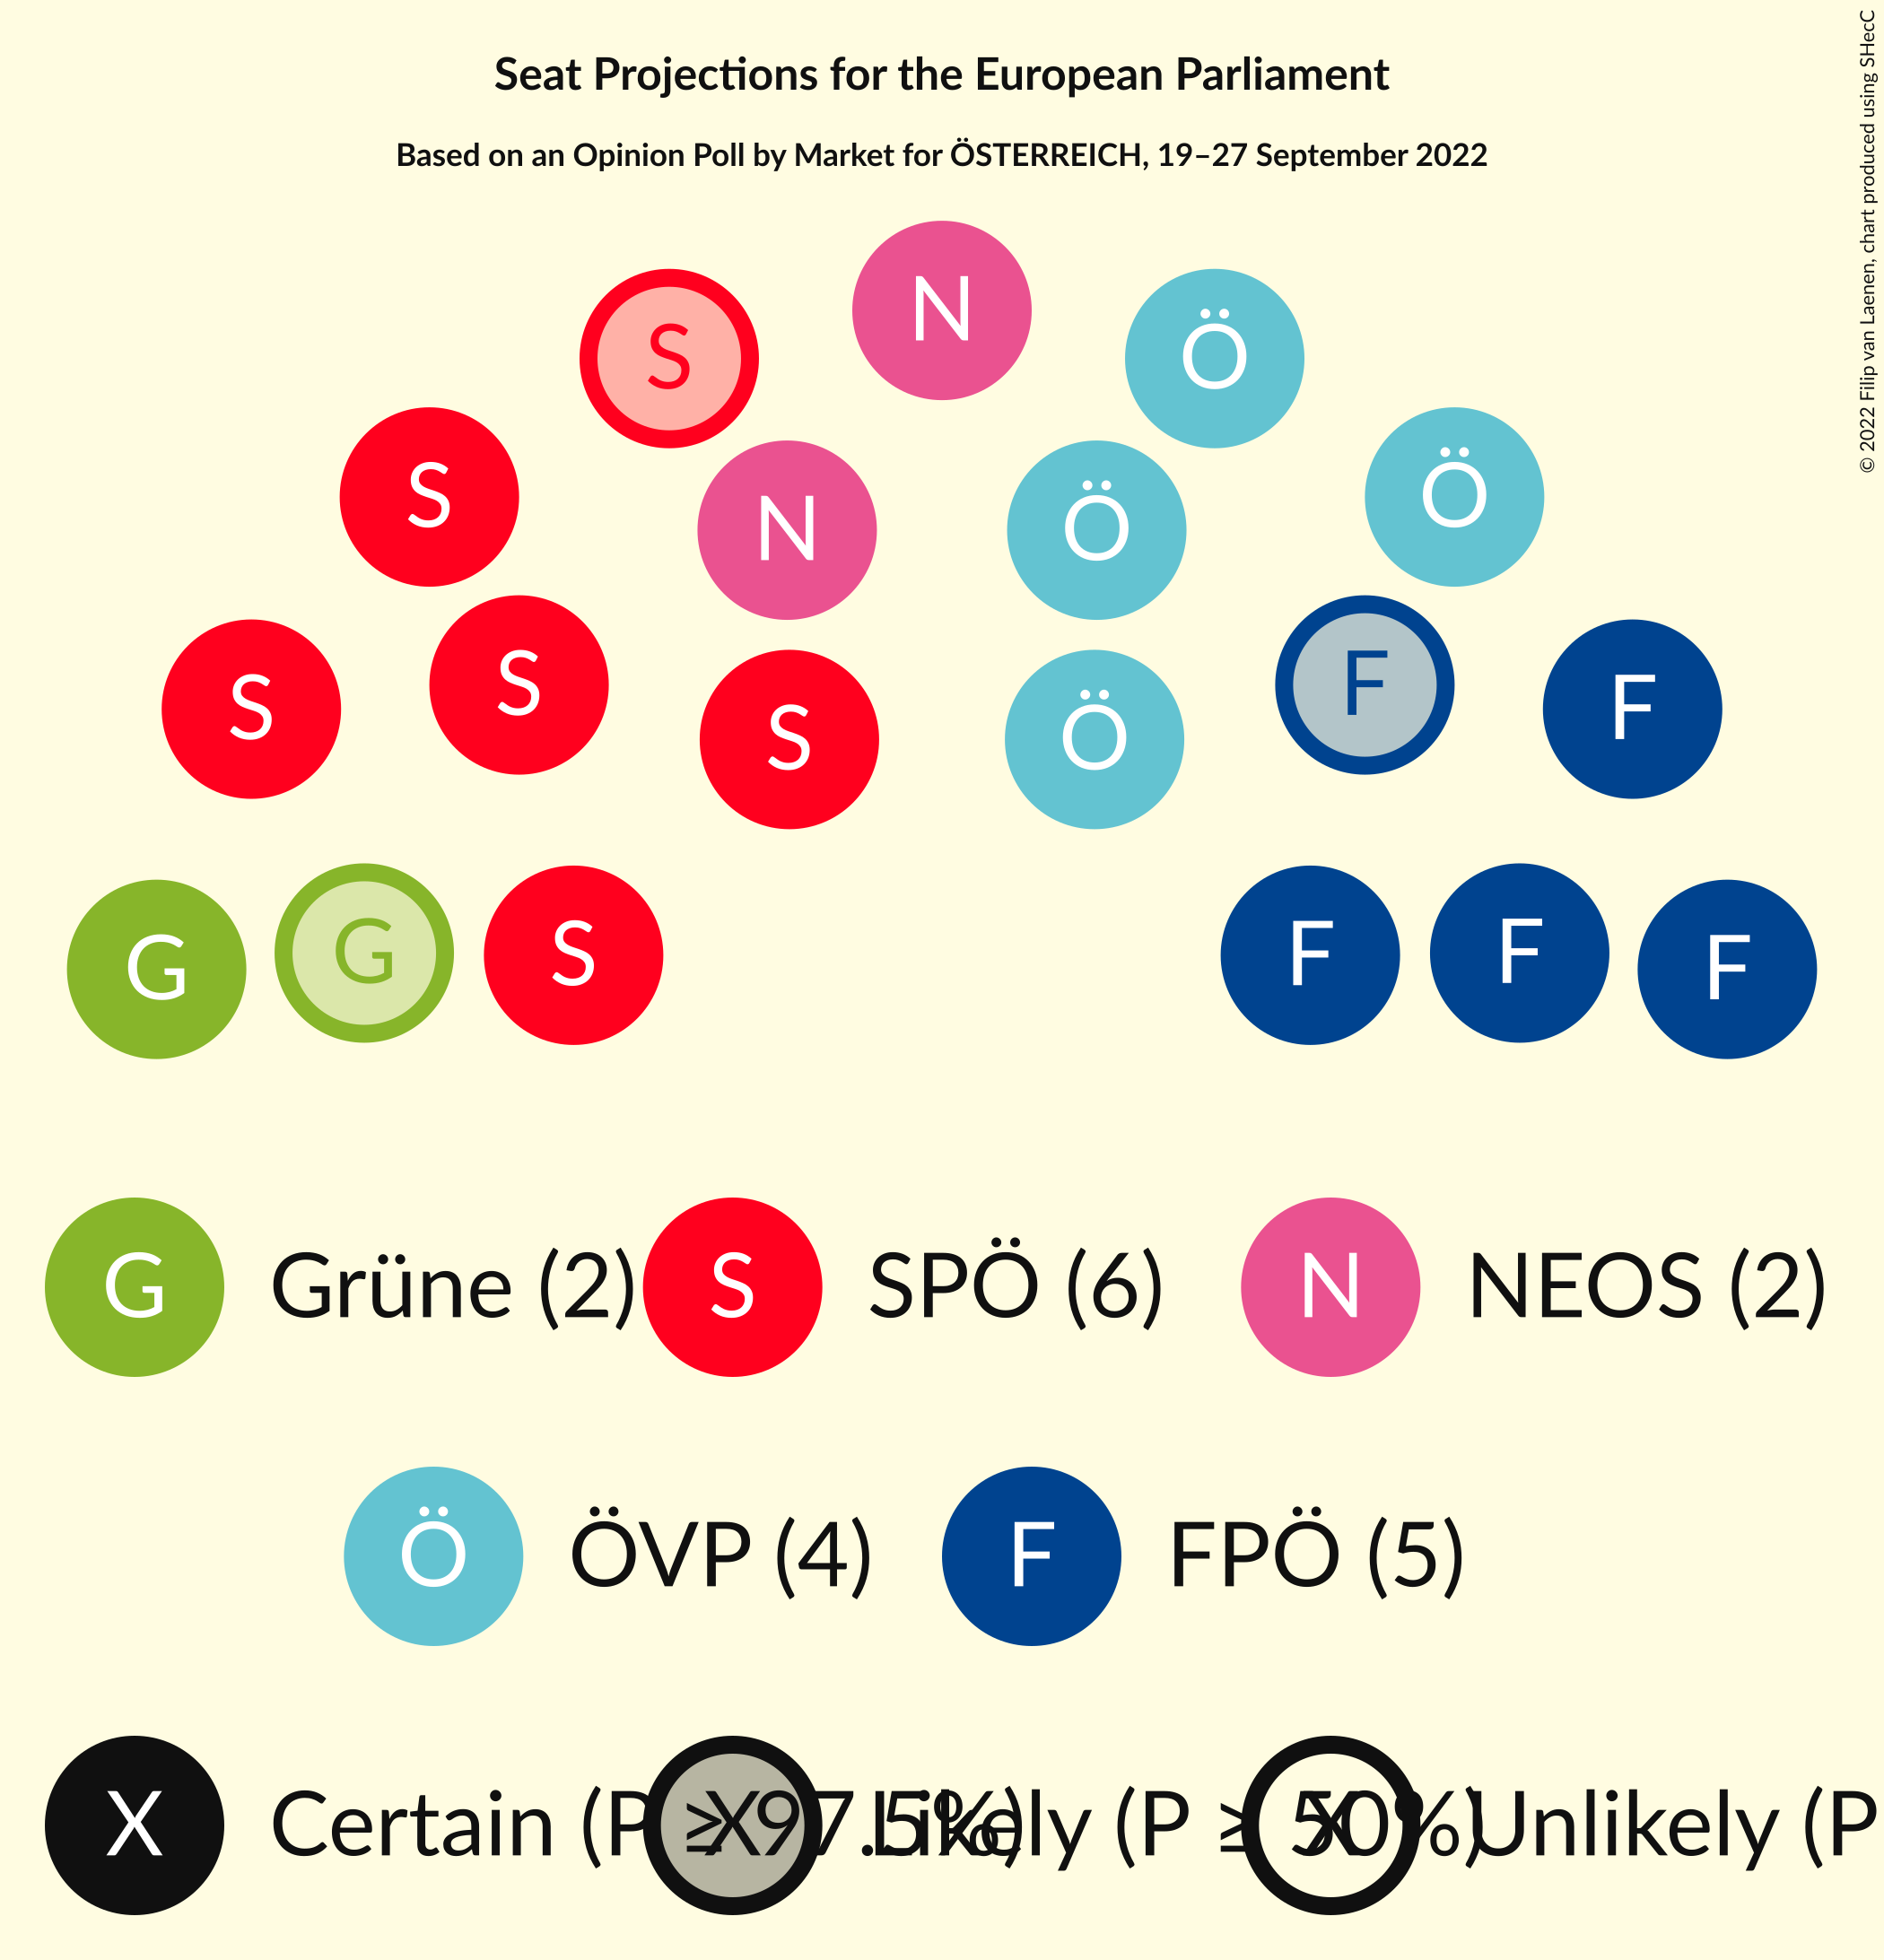 Seat Projections for the European Parliament
Based on an Opinion Poll by Market for ÖSTERREICH, 19–27 September 2022
© 2022 Filip van Laenen, chart produced using SHecC
N
S Ö
S Ö
N Ö
S F
S F
S Ö
G G S F F F
G Grüne (2) S SPÖ (6) N NEOS (2)
Ö ÖVP (4) F FPÖ (5)
X Certain (P ≥ 97.5%) X Likely (P ≥ 50%) X Unlikely (P